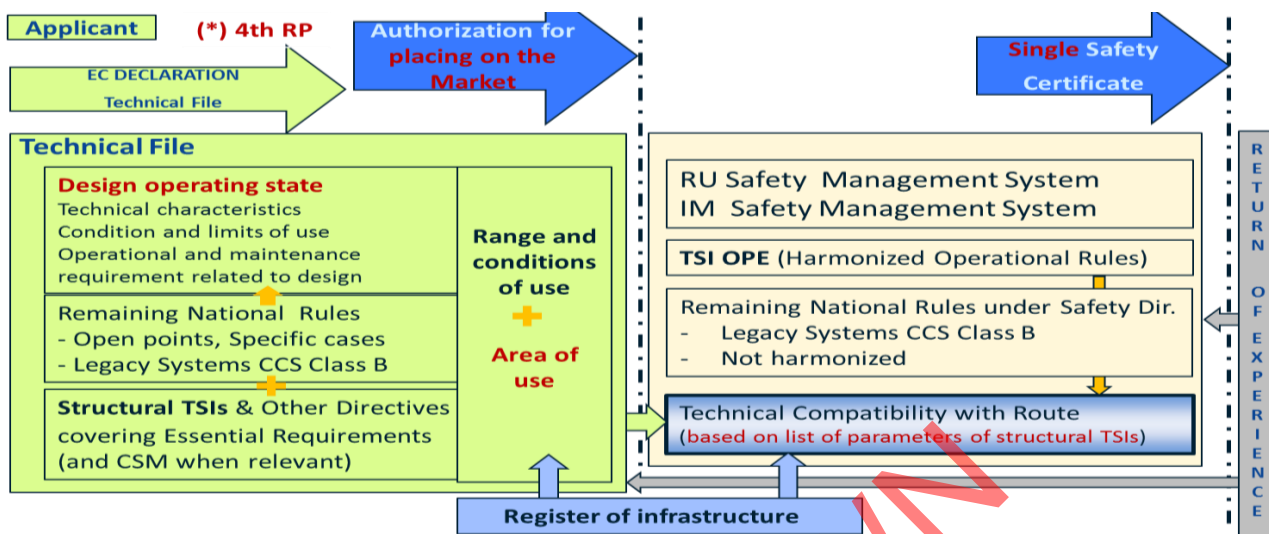 Applicant
(*) 4th RP
EC DECLARATION
Technical File
Authorization for
placing on the
Market
Single Safety
Certificate
Technical File
Design operating state
Technical characteristics
Condition and limits of use
Operational and maintenance
requirement related to design
Remaining National Rules
- Open points, Specific cases
- Legacy Systems CCS Class B
Structural TSIs & Other Directives
covering Essential Requirements
(and CSM when relevant)
Range and
conditions
of use
Area of
use
RU Safety Management System
IM Safety Management System
TSI OPE (Harmonized Operational Rules)
Remaining National Rules under Safety Dir.
- Legacy Systems CCS Class B
- Not harmonized
Technical Compatibility with Route
(based on list of parameters of structural TSIs)
Register of infrastructure
RETURN OF EXPERIENCE